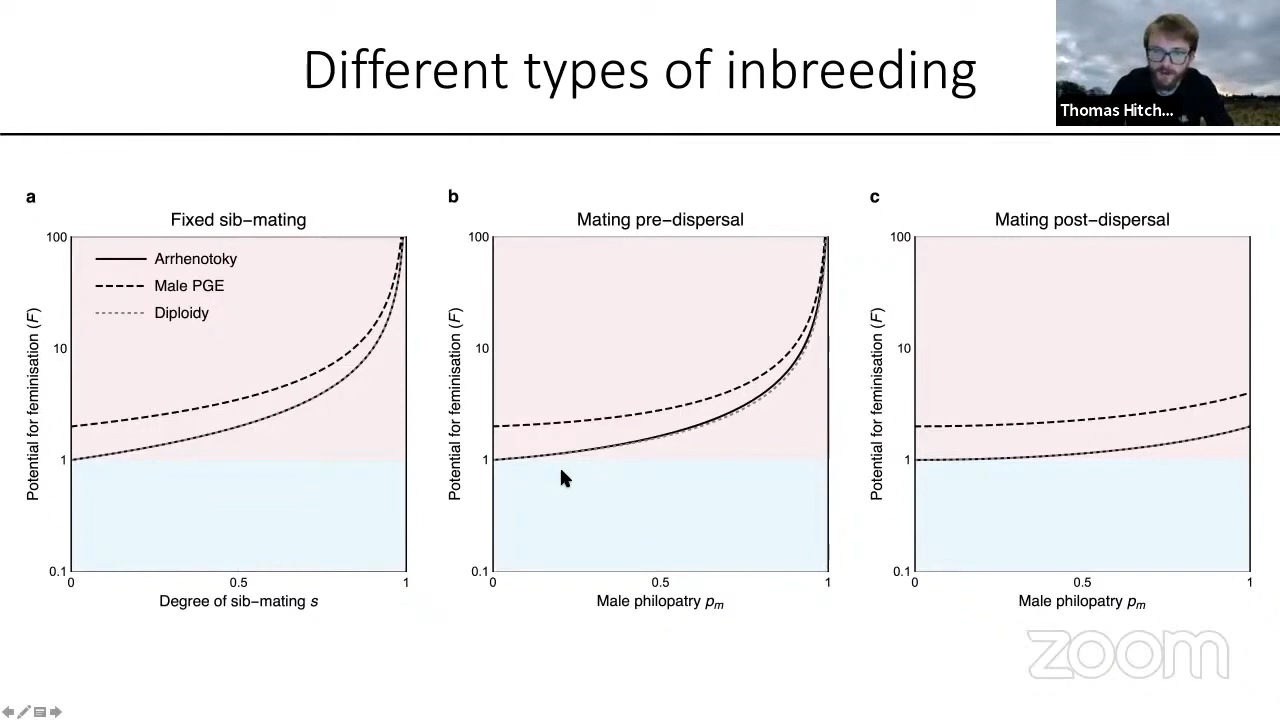 Different types of inbreeding
Thomas Hitch...
a
Fixed sib−mating
100
10
1
0.1
Potential for feminisation (F)
Arrhenotoky
Male PGE
Diploidy
0
0.5
1
Degree of sib−mating s
b
Mating pre−dispersal
100
10
1
0.1
Potential for feminisation (F)
0
0.5
1
Male philopatry pm
c
Mating post−dispersal
100
10
1
0.1
Potential for feminisation (F)
0
0.5
1
Male philopatry pm
zoom